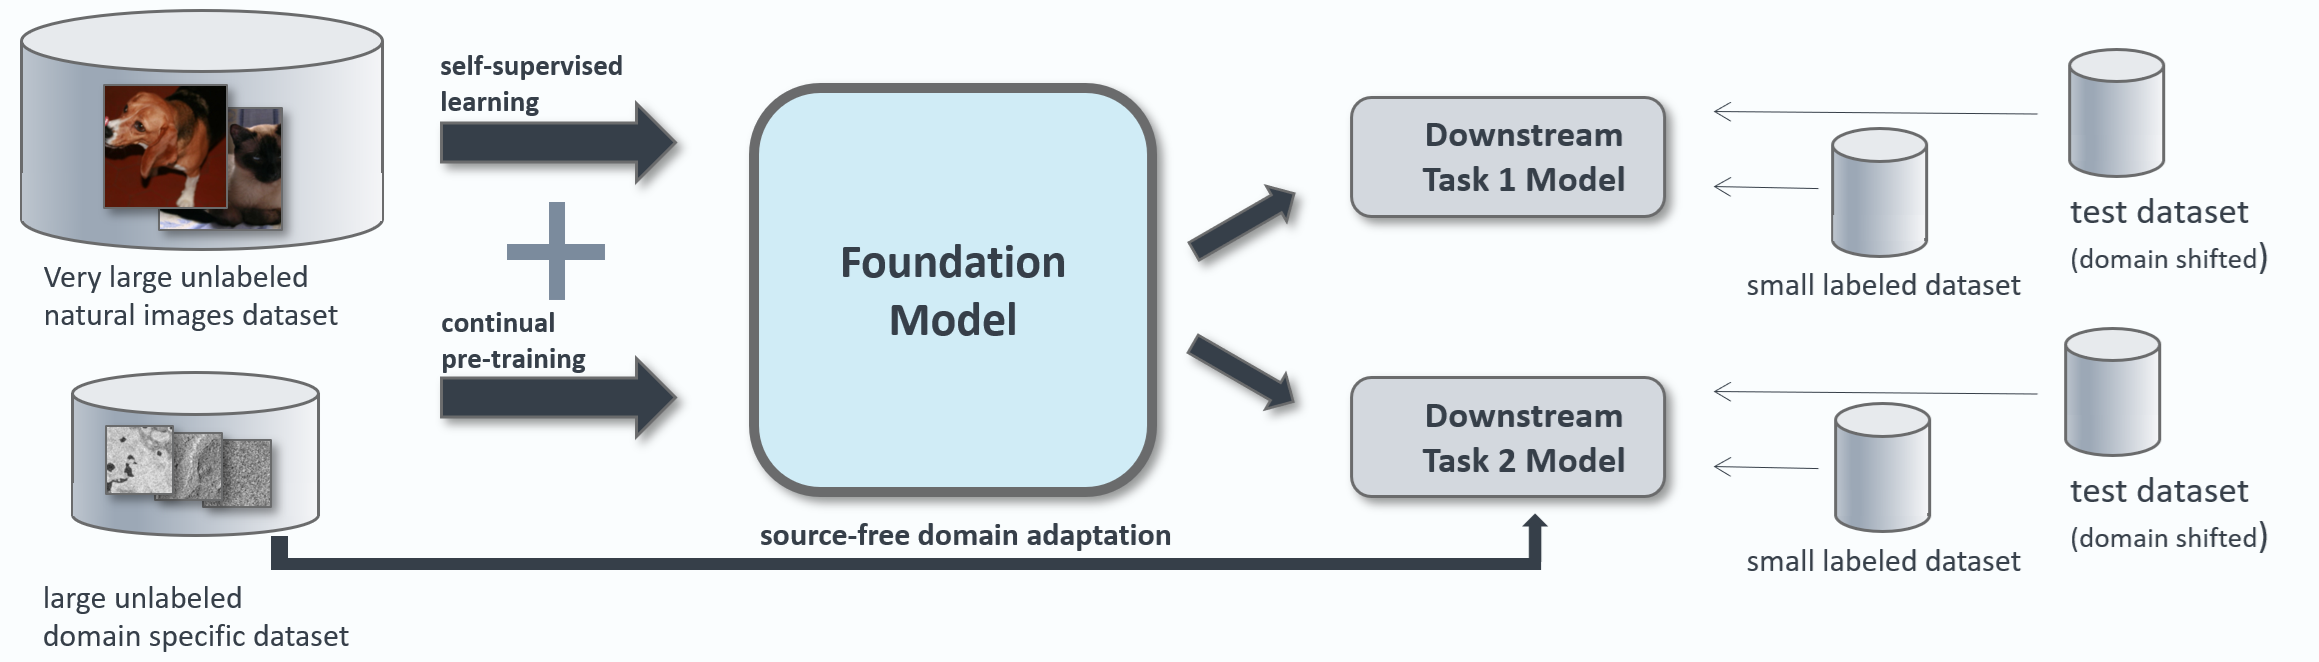 self-supervised
learning
Very large unlabeled
natural images dataset
continual
pre-training
large unlabeled
domain specific dataset
Foundation
Model
source-free domain adaptation
Downstream
Task 1 Model
small labeled dataset
test dataset
(domain shifted)
Downstream
Task 2 Model
small labeled dataset
test dataset
(domain shifted)